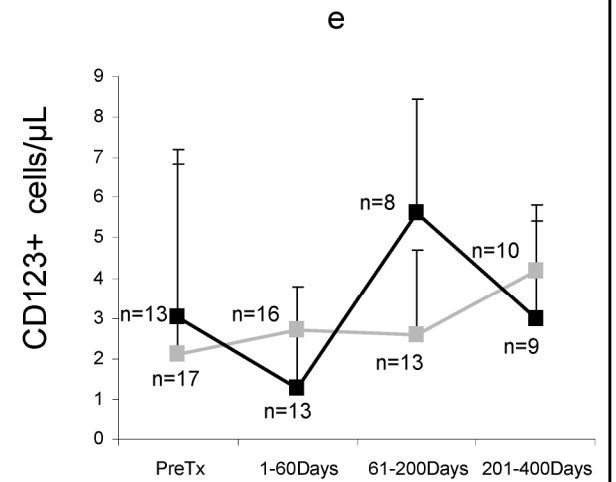 e
CD123+ cells/µL
9
8
7
6
5
4
3
2
1
0
n=13
n=17
n=16
n=13
n=8
n=13
n=10
n=9
PreTx 1-60Days 61-200Days 201-400Days